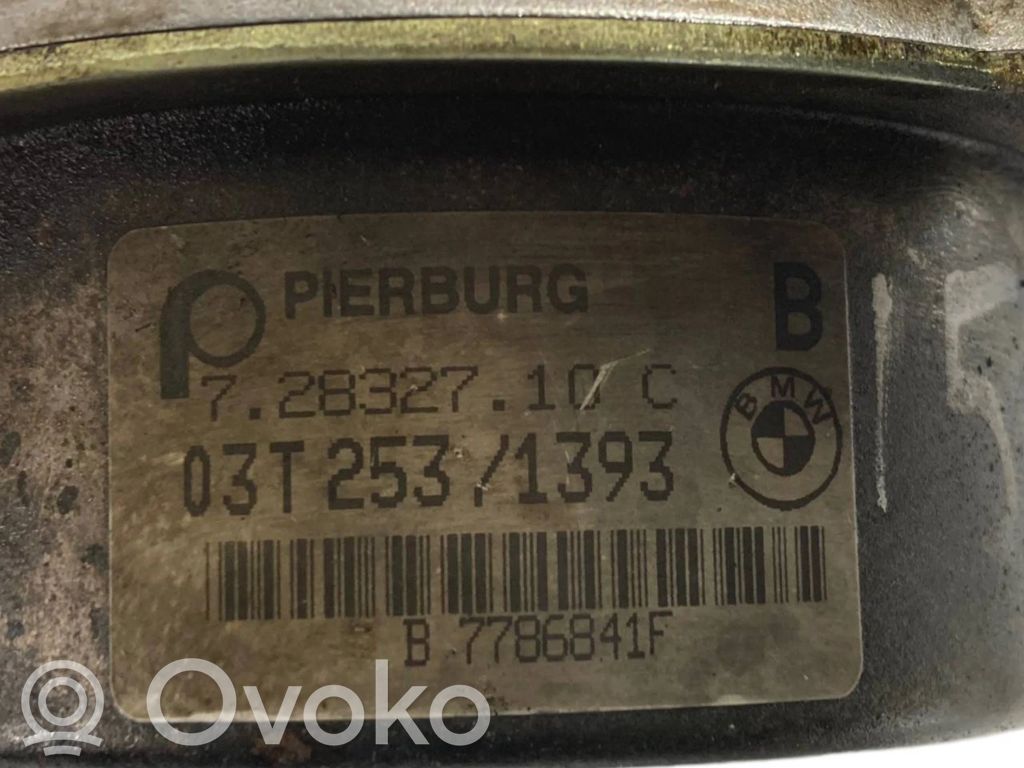 PIERBURG
B
7.28327.10 C
03T 253/1393
BMW
B 7786841F
Ovoko